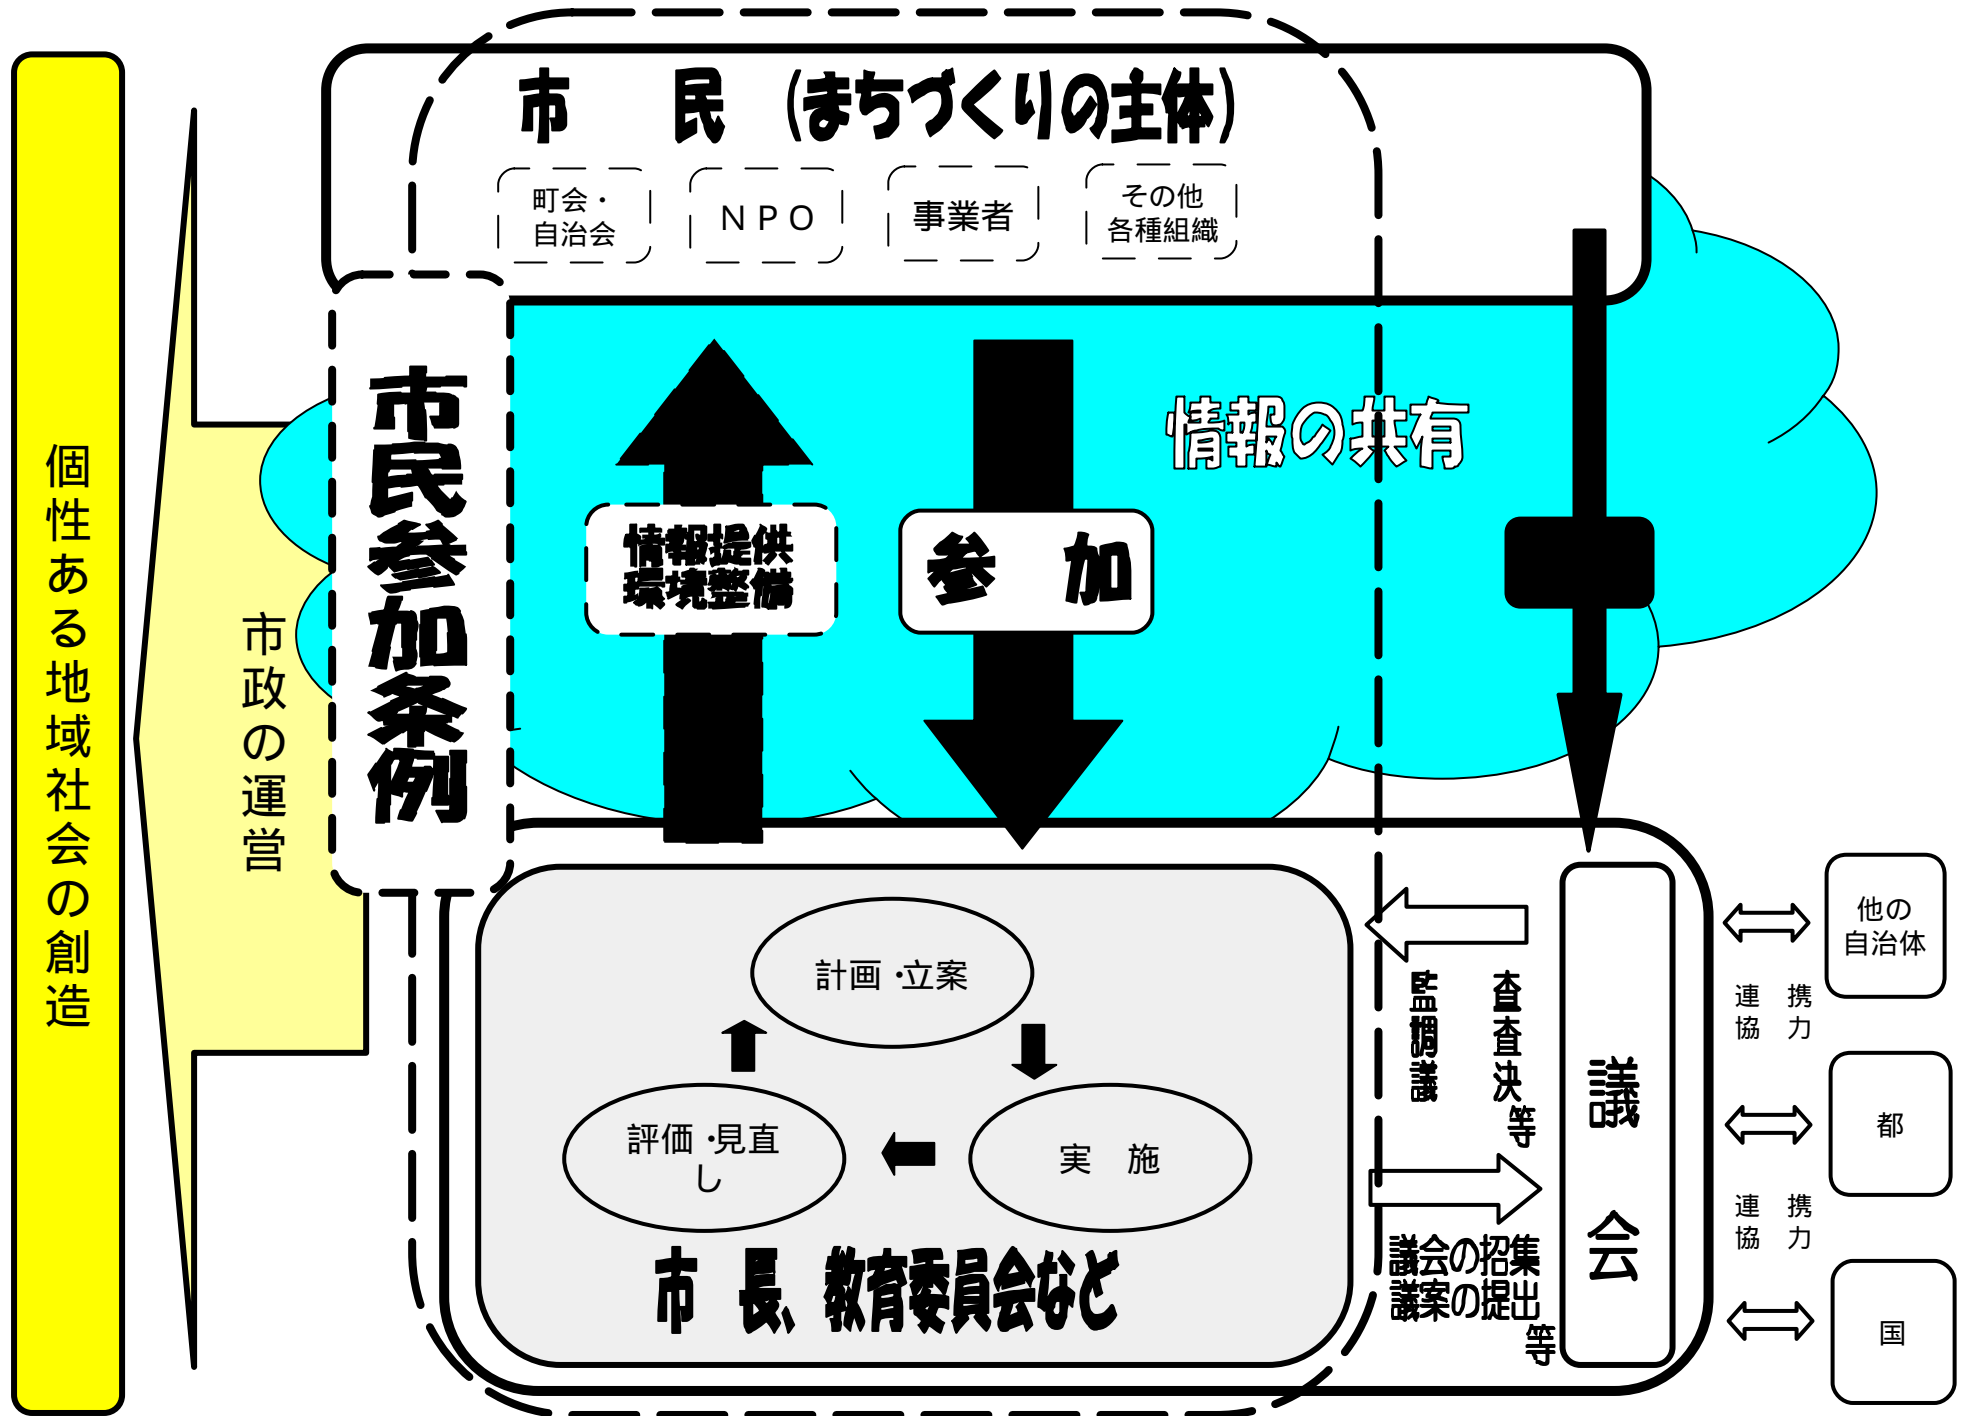 市　　民　(まちづくりの主体)
町会・
自治会
ＮＰＯ
事業者
その他
各種組織
個性ある地域社会の創造
市政の運営
市民参加条例
情報提供
環境整備
参　加
情報の共有
計画・立案
評価・見直
し
実　施
市　長、教育委員会など
監　査
調　査
議　決
等
議会の招集
議案の提出
等
議　会
他の
自治体
連　携
協　力
都
連　携
協　力
国